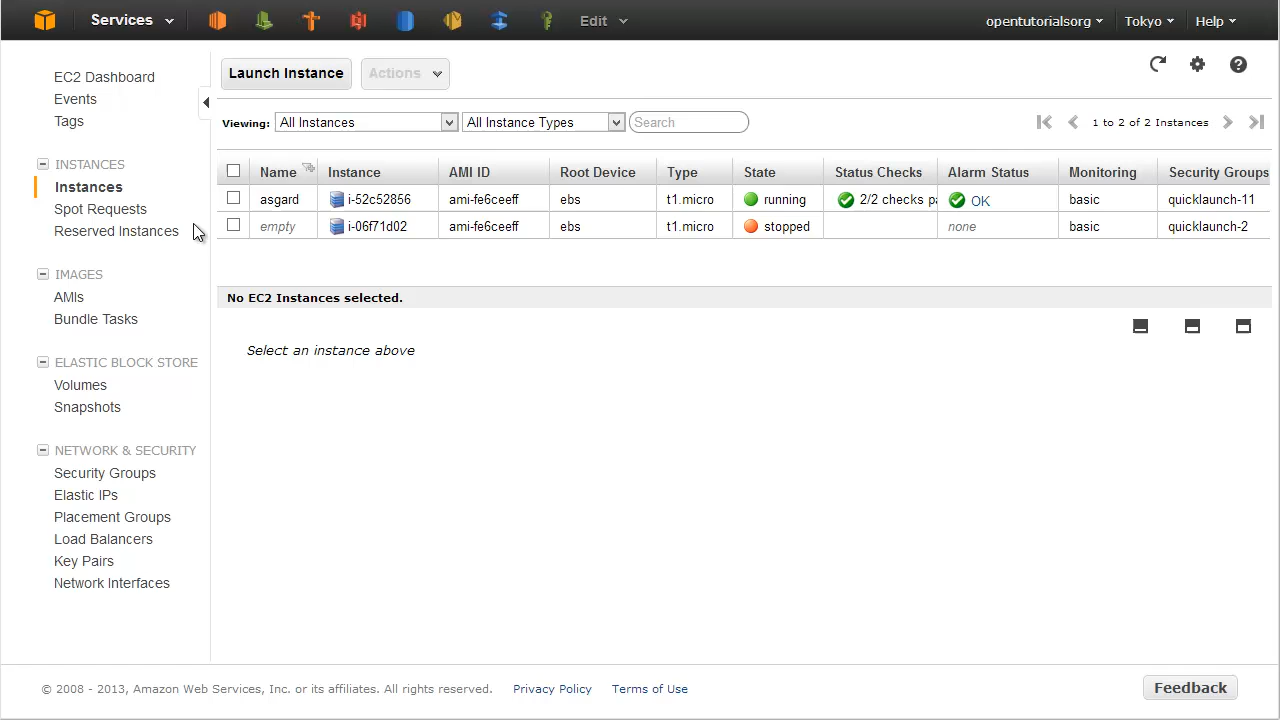 Services Edit opentutorialsorg Tokyo Help
EC2 Dashboard
Events
Tags
INSTANCES
Instances
Spot Requests
Reserved Instances
IMAGES
AMIs
Bundle Tasks
ELASTIC BLOCK STORE
Volumes
Snapshots
NETWORK & SECURITY
Security Groups
Elastic IPs
Placement Groups
Load Balancers
Key Pairs
Network Interfaces
Launch Instance Actions
Viewing: All Instances All Instance Types Search 1 to 2 of 2 Instances
Name Instance AMI ID Root Device Type State Status Checks Alarm Status Monitoring Security Groups
asgard i-52c52856 ami-fe6ceeff ebs t1.micro running 2/2 checks pa OK basic quicklaunch-11
empty i-06f71d02 ami-fe6ceeff ebs t1.micro stopped none basic quicklaunch-2
No EC2 Instances selected.
Select an instance above
© 2008 - 2013, Amazon Web Services, Inc. or its affiliates. All rights reserved. Privacy Policy Terms of Use Feedback